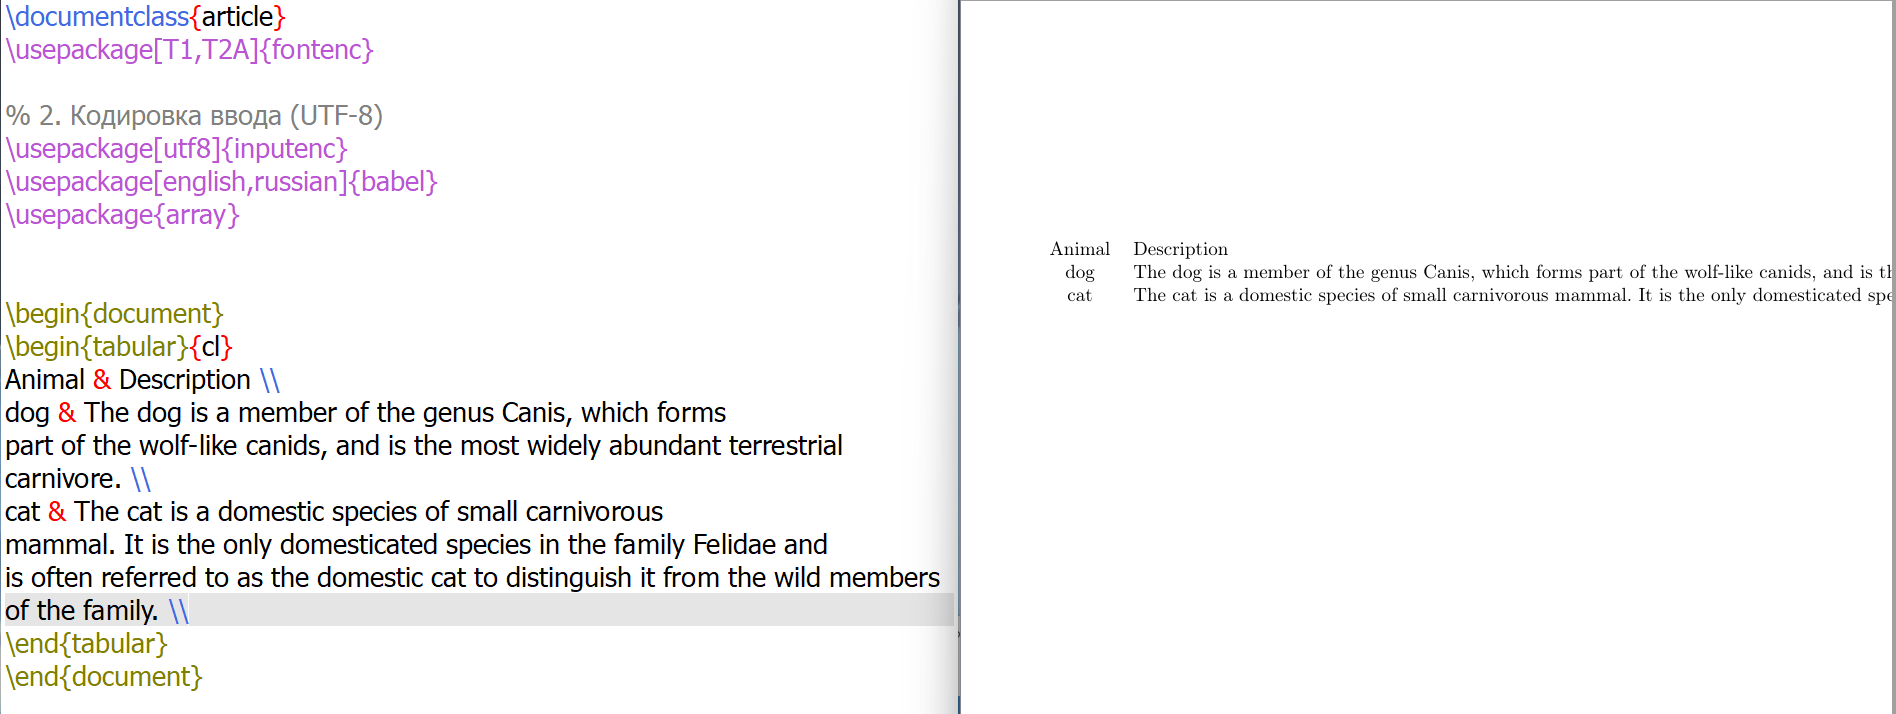 \documentclass{article}
\usepackage[T1,T2A]{fontenc}
% 2. Кодировка ввода (UTF-8)
\usepackage[utf8]{inputenc}
\usepackage[english,russian]{babel}
\usepackage{array}
\begin{document}
\begin{tabular}{cl}
Animal & Description \\
dog & The dog is a member of the genus Canis, which forms
part of the wolf-like canids, and is the most widely abundant terrestrial
carnivore. \\
cat & The cat is a domestic species of small carnivorous
mammal. It is the only domesticated species in the family Felidae and
is often referred to as the domestic cat to distinguish it from the wild members
of the family. \\
\end{tabular}
\end{document}
Animal Description
dog The dog is a member of the genus Canis, which forms part of the wolf-like canids, and is
cat The cat is a domestic species of small carnivorous mammal. It is the only domesticated